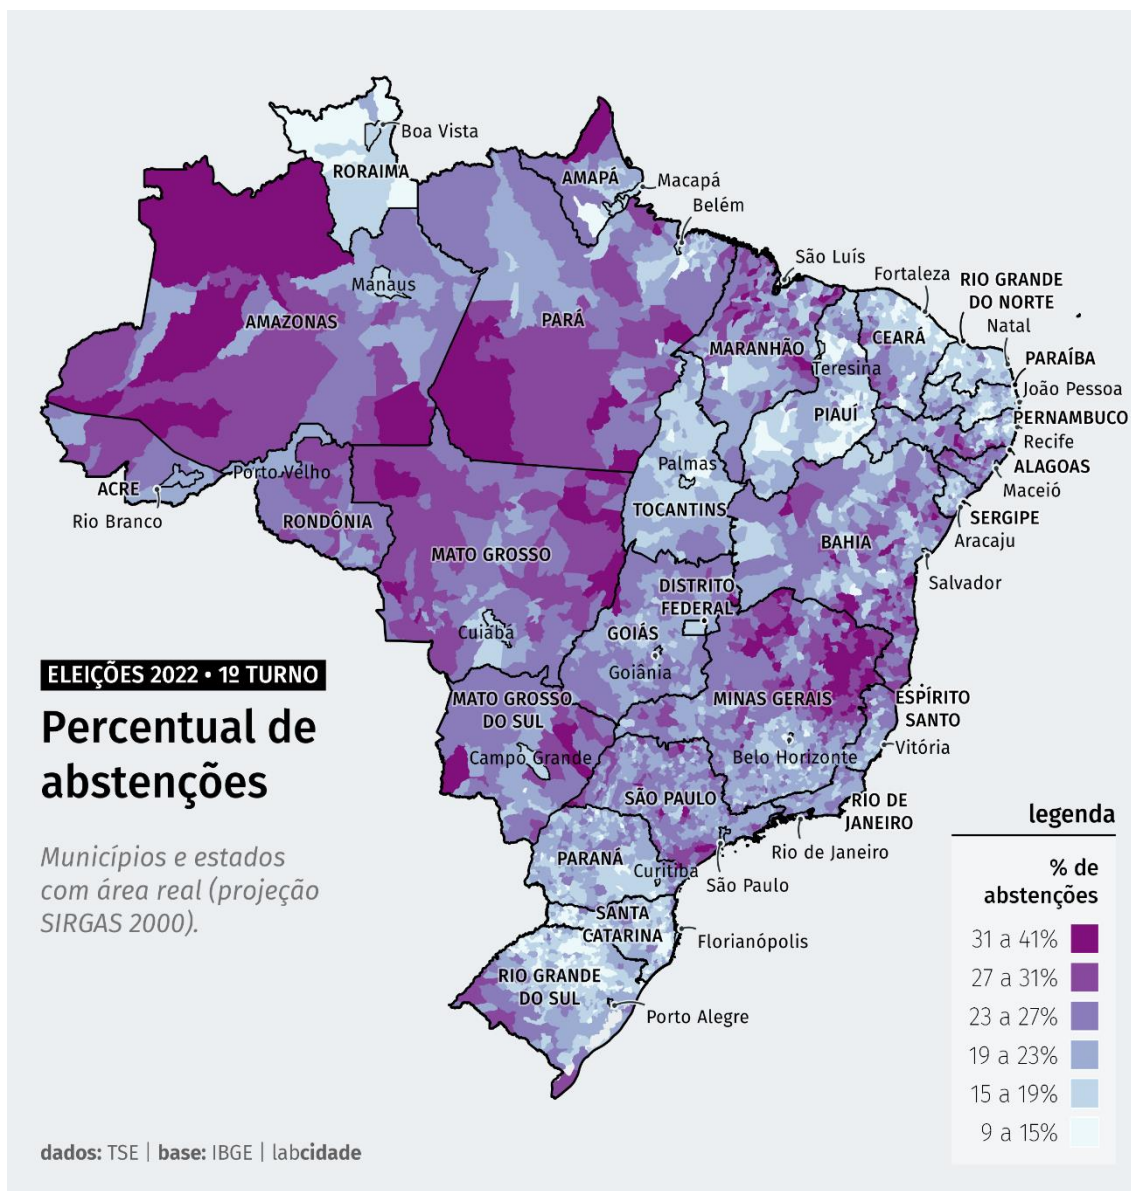 Boa Vista
RORAIMA
AMAPÁ
Macapá
Belém
São Luís
Fortaleza
RIO GRANDE
DO NORTE
Natal
Manaus
AMAZONAS
PARÁ
MARANHÃO
CEARÁ
Teresina
PARAÍBA
João Pessoa
PIAUÍ
PERNAMBUCO
Recife
ALAGOAS
Maceió
Palmas
TOCANTINS
SERGIPE
Aracaju
ACRE
Rio Branco
Porto Velho
RONDÔNIA
MATO GROSSO
BAHIA
Salvador
DISTRITO
FEDERAL
Cuiabá
GOIÁS
Goiânia
MINAS GERAIS
ESPÍRITO
SANTO
Vitória
Belo Horizonte
MATO GROSSO
DO SUL
Campo Grande
SÃO PAULO
RIO DE
JANEIRO
Rio de Janeiro
São Paulo
PARANÁ
Curitiba
SANTA
CATARINA
Florianópolis
RIO GRANDE
DO SUL
Porto Alegre
ELEIÇÕES 2022 • 1º TURNO
Percentual de
abstenções
Municípios e estados
com área real (projeção
SIRGAS 2000).
legenda
% de
abstenções
31 a 41%
27 a 31%
23 a 27%
19 a 23%
15 a 19%
9 a 15%
dados: TSE | base: IBGE | labcidade